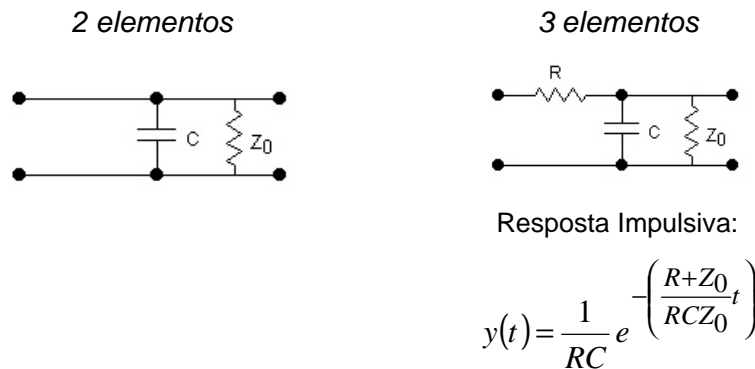 2 elementos
3 elementos
C
Z0
R
C
Z0
Resposta Impulsiva:
y(t) = 1/RC e^-(R+Z0/RCZ0 t)